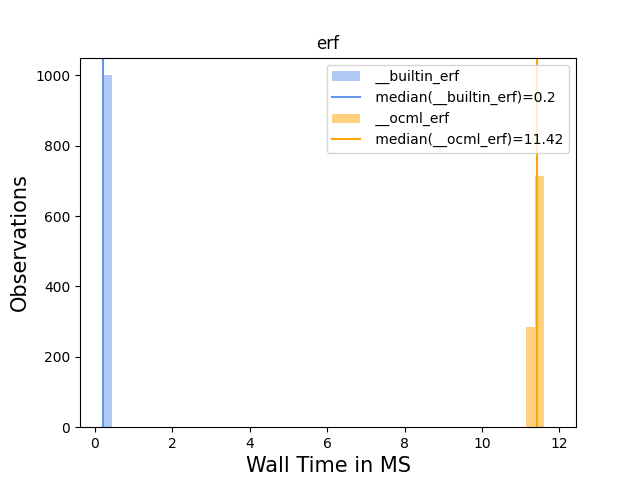 erf
__builtin_erf
median(__builtin_erf)=0.2
__ocml_erf
median(__ocml_erf)=11.42
Observations
1000
800
600
400
200
0
0 2 4 6 8 10 12
Wall Time in MS